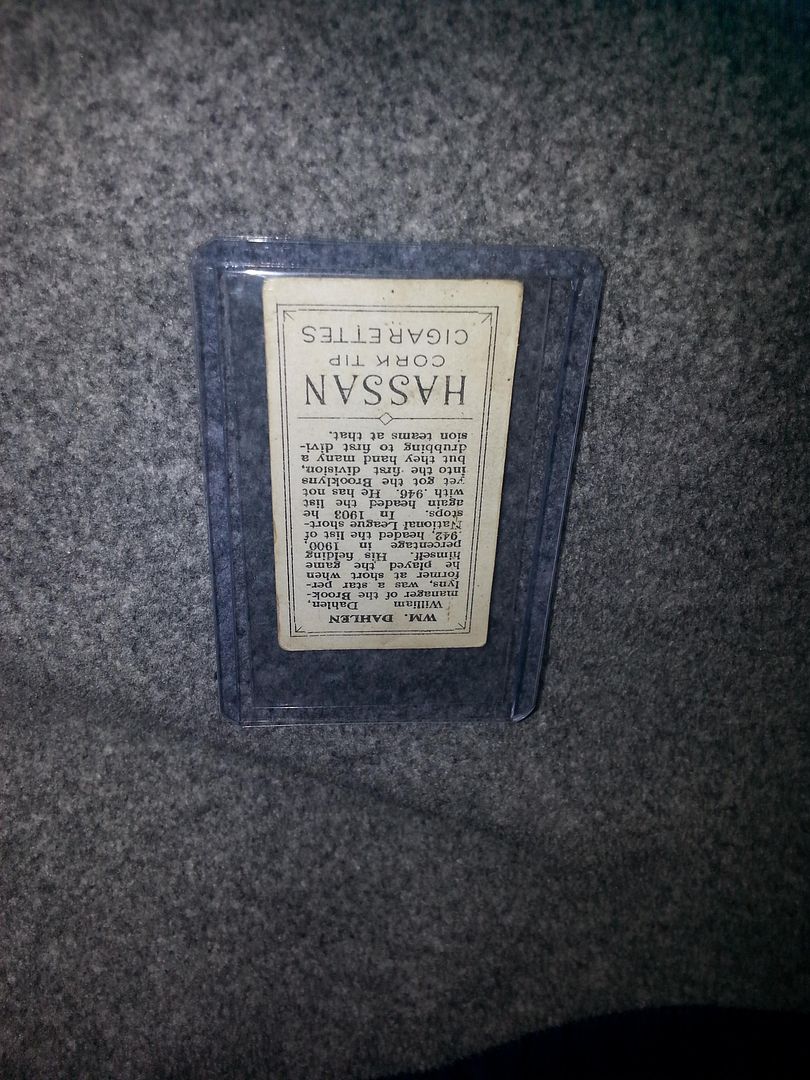 WM. DAHLEN
William Dahlen,
manager of the Brook-
lyns, was a star per-
former at short when
he played the game
himself. His fielding
percentage in 1900,
.942, headed the list of
National League short-
stops. In 1903 he
again headed the list
with .946. He has not
yet got the Brooklyns
into the first division,
but they hand many a
drubbing to first divi-
sion teams at that.
HASSAN
CORK TIP
CIGARETTES